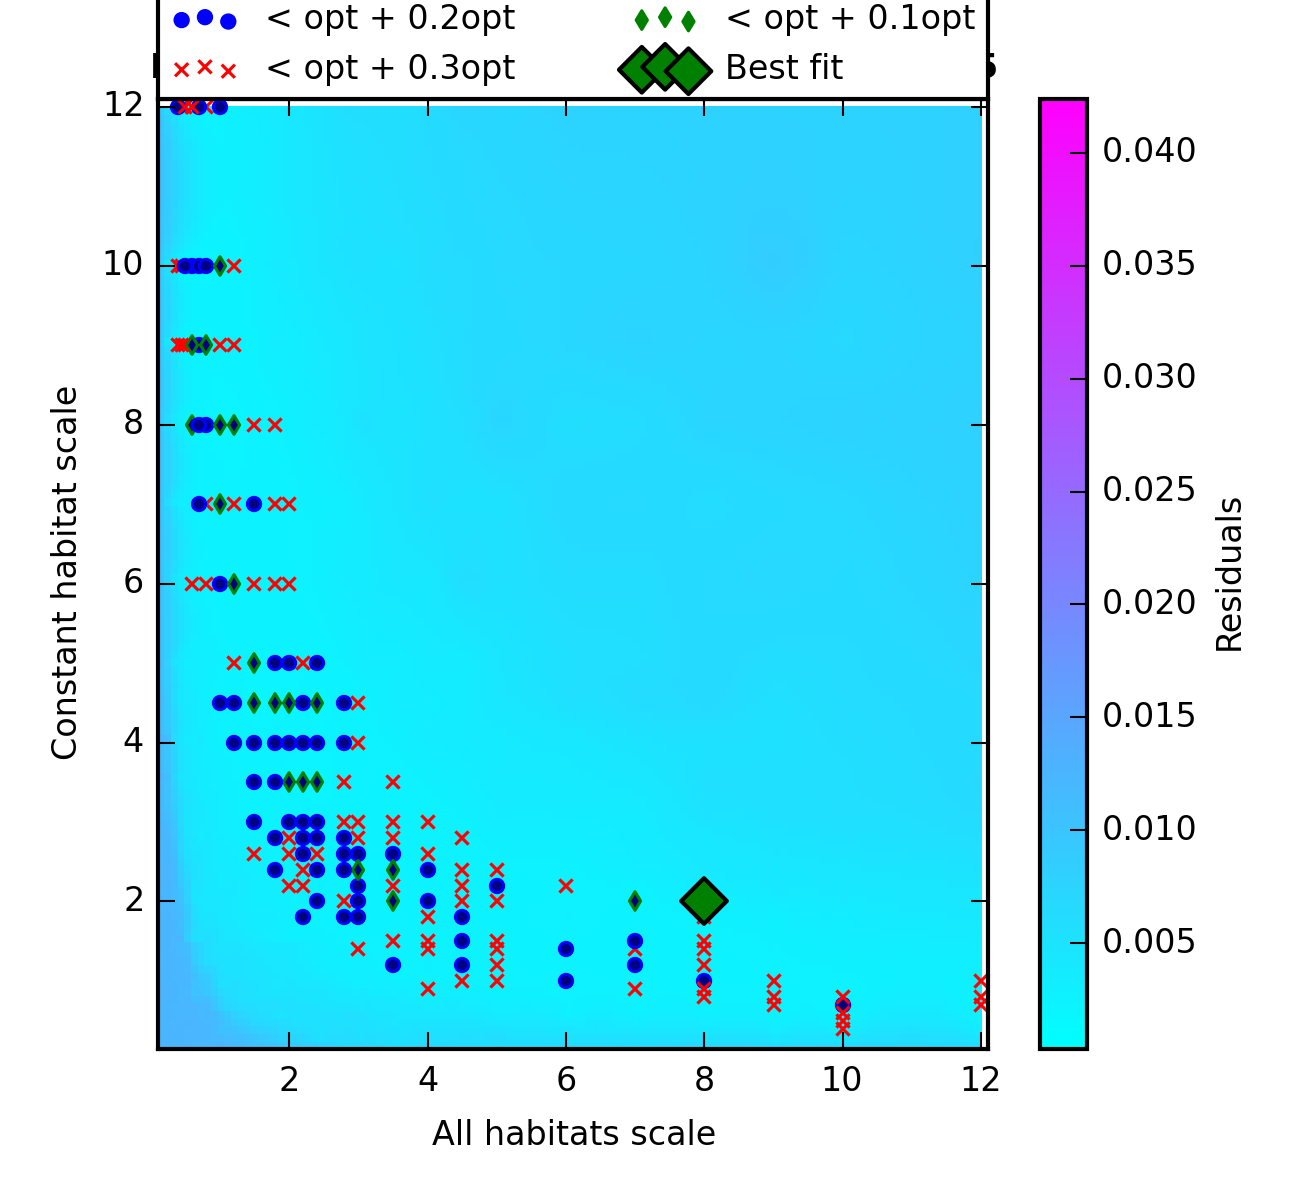 < opt + 0.2opt
< opt + 0.1opt
< opt + 0.3opt
Best fit
12
10
8
6
4
2
Constant habitat scale
2 4 6 8 10 12
All habitats scale
0.040
0.035
0.030
0.025
0.020
0.015
0.010
0.005
Residuals